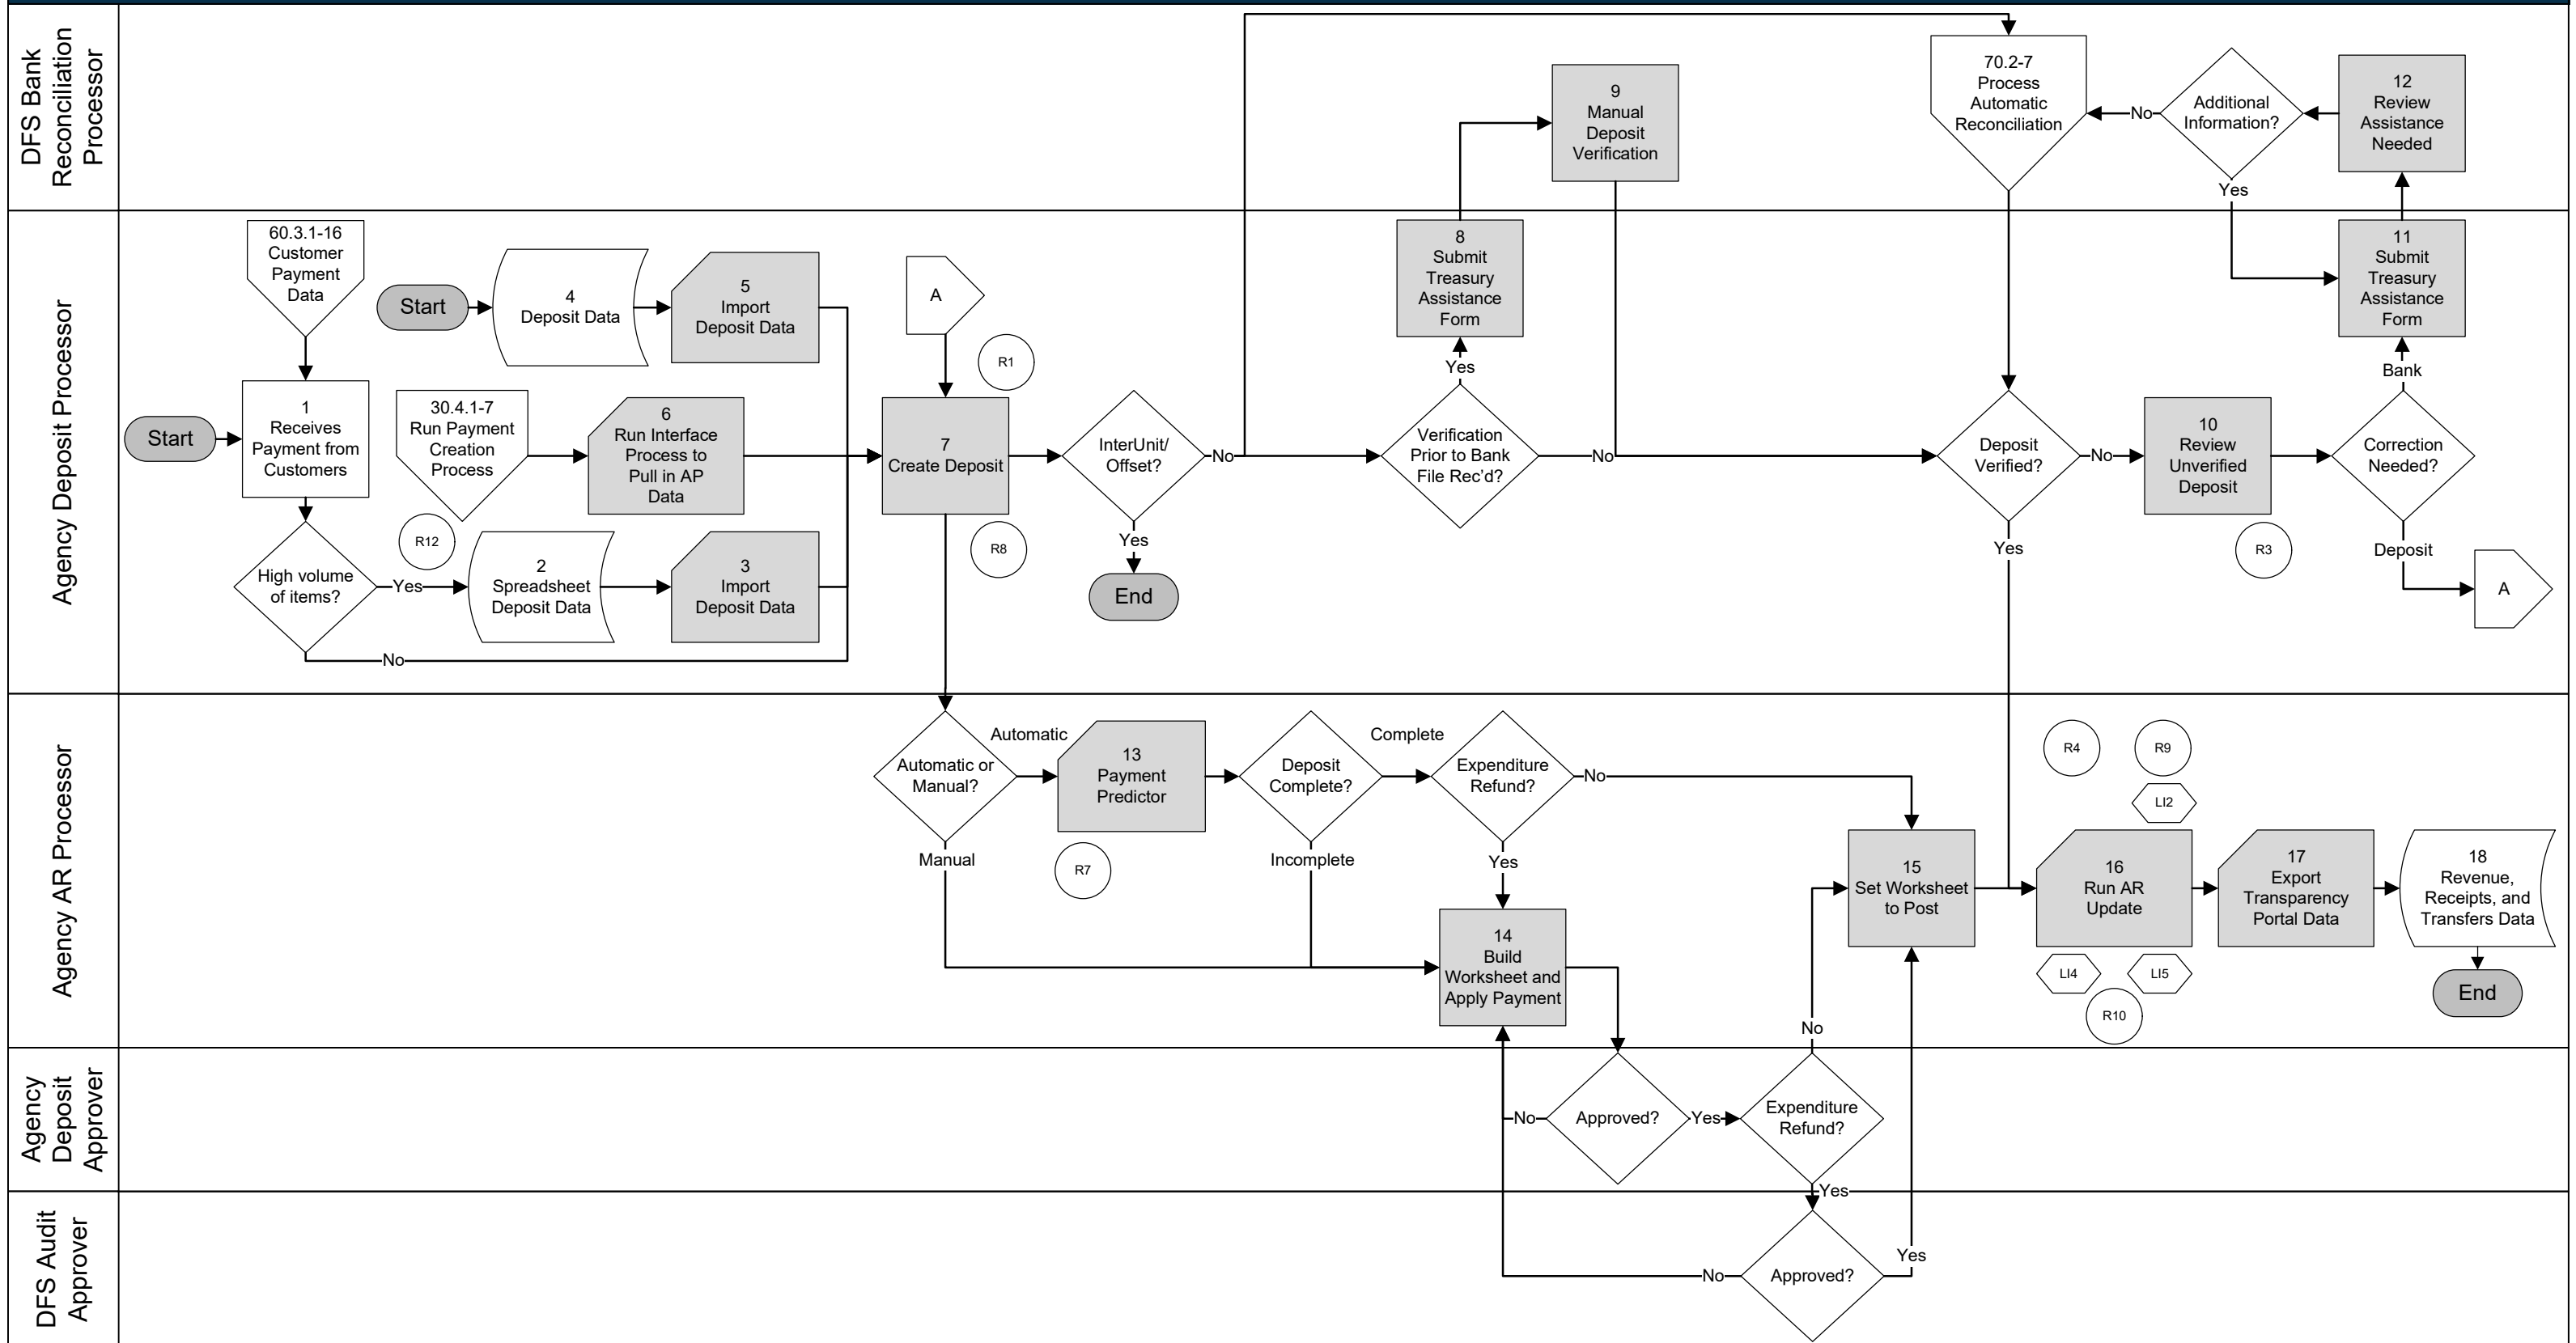 DFS Bank
Reconciliation
Processor
9
Manual
Deposit
Verification
70.2-7
Process
Automatic
Reconciliation
No
Additional
Information?
Yes
12
Review
Assistance
Needed
Agency Deposit Processor
60.3.1-16
Customer
Payment
Data
Start
4
Deposit Data
5
Import
Deposit Data
A
R1
8
Submit
Treasury
Assistance
Form
Yes
11
Submit
Treasury
Assistance
Form
Bank
Start
1
Receives
Payment from
Customers
30.4.1-7
Run Payment
Creation
Process
6
Run Interface
Process to
Pull in AP
Data
7
Create Deposit
InterUnit/
Offset?
No
Verification
Prior to Bank
File Rec’d?
No
Deposit
Verified?
No
10
Review
Unverified
Deposit
Correction
Needed?
R12
R8
Yes
End
Yes
R3
Deposit
A
High volume
of items?
Yes
2
Spreadsheet
Deposit Data
3
Import
Deposit Data
No
Agency AR Processor
Automatic or
Manual?
Automatic
Manual
13
Payment
Predictor
R7
Deposit
Complete?
Complete
Incomplete
Expenditure
Refund?
No
Yes
14
Build
Worksheet and
Apply Payment
15
Set Worksheet
to Post
R4
R9
LI2
16
Run AR
Update
17
Export
Transparency
Portal Data
18
Revenue,
Receipts, and
Transfers Data
LI4
LI5
R10
End
No
Agency
Deposit
Approver
No
Approved?
Yes
Expenditure
Refund?
Yes
DFS Audit
Approver
No
Approved?
Yes